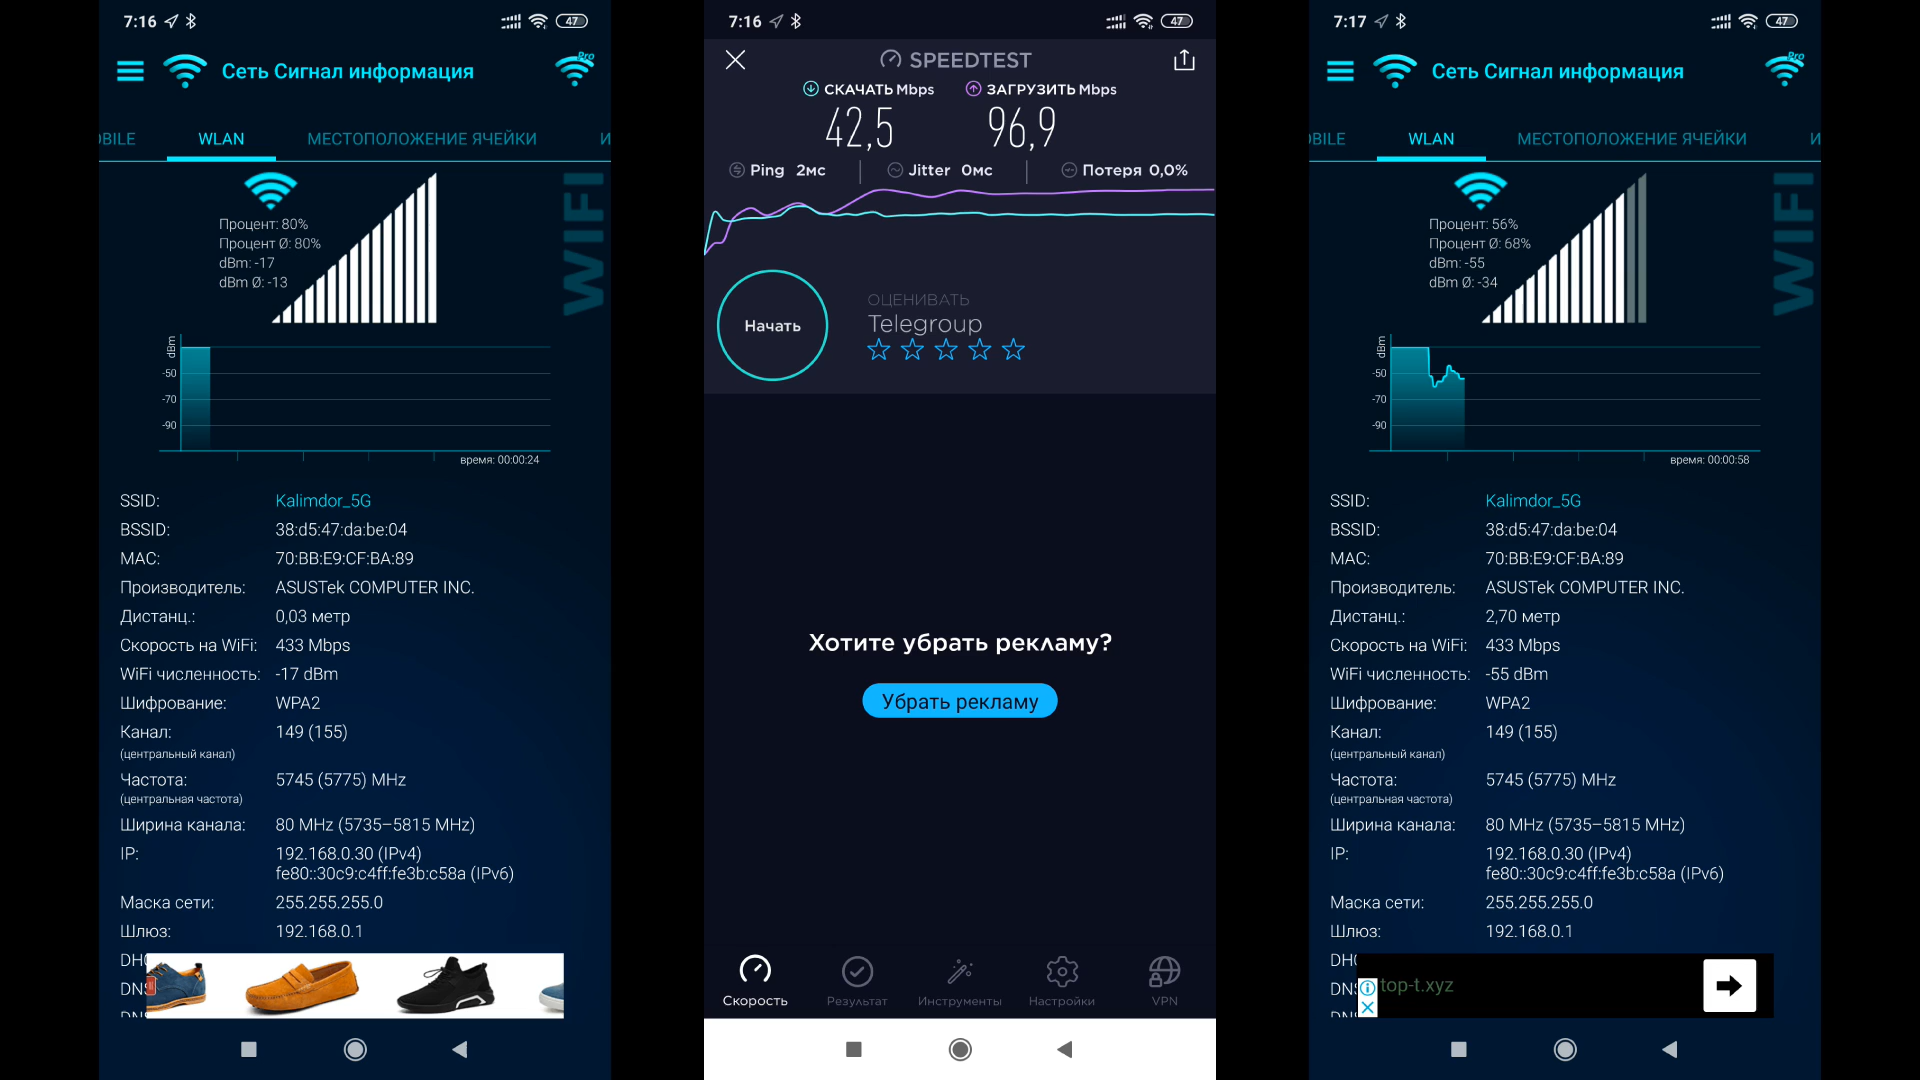 7:16
47
Сеть Сигнал информация
Pro
OBILE
WLAN
МЕСТОПОЛОЖЕНИЕ ЯЧЕЙКИ
И
WIFI
Процент: 80%
Процент Ø: 80%
dBm: -17
dBm Ø: -13
dBm
-50
-70
-90
время: 00:00:24
SSID: Kalimdor_5G
BSSID: 38:d5:47:da:be:04
MAC: 70:BB:E9:CF:BA:89
Производитель: ASUSTek COMPUTER INC.
Дистанц.: 0,03 метр
Скорость на WiFi: 433 Mbps
WiFi численность: -17 dBm
Шифрование: WPA2
Канал: 149 (155)
(центральный канал)
Частота: 5745 (5775) MHz
(центральная частота)
Ширина канала: 80 MHz (5735–5815 MHz)
IP: 192.168.0.30 (IPv4)
fe80::30c9:c4ff:fe3b:c58a (IPv6)
Маска сети: 255.255.255.0
Шлюз: 192.168.0.1
7:16
47
SPEEDTEST
СКАЧАТЬ Mbps
ЗАГРУЗИТЬ Mbps
42,5
96,9
Ping 2мс
Jitter 0мс
Потеря 0,0%
Начать
ОЦЕНИВАТЬ
Telegroup
Хотите убрать рекламу?
Убрать рекламу
Скорость
Результат
Инструменты
Настройки
VPN
7:17
47
Сеть Сигнал информация
Pro
OBILE
WLAN
МЕСТОПОЛОЖЕНИЕ ЯЧЕЙКИ
И
WIFI
Процент: 56%
Процент Ø: 68%
dBm: -55
dBm Ø: -34
dBm
-50
-70
-90
время: 00:00:58
SSID: Kalimdor_5G
BSSID: 38:d5:47:da:be:04
MAC: 70:BB:E9:CF:BA:89
Производитель: ASUSTek COMPUTER INC.
Дистанц.: 2,70 метр
Скорость на WiFi: 433 Mbps
WiFi численность: -55 dBm
Шифрование: WPA2
Канал: 149 (155)
(центральный канал)
Частота: 5745 (5775) MHz
(центральная частота)
Ширина канала: 80 MHz (5735–5815 MHz)
IP: 192.168.0.30 (IPv4)
fe80::30c9:c4ff:fe3b:c58a (IPv6)
Маска сети: 255.255.255.0
Шлюз: 192.168.0.1
top-t.xyz